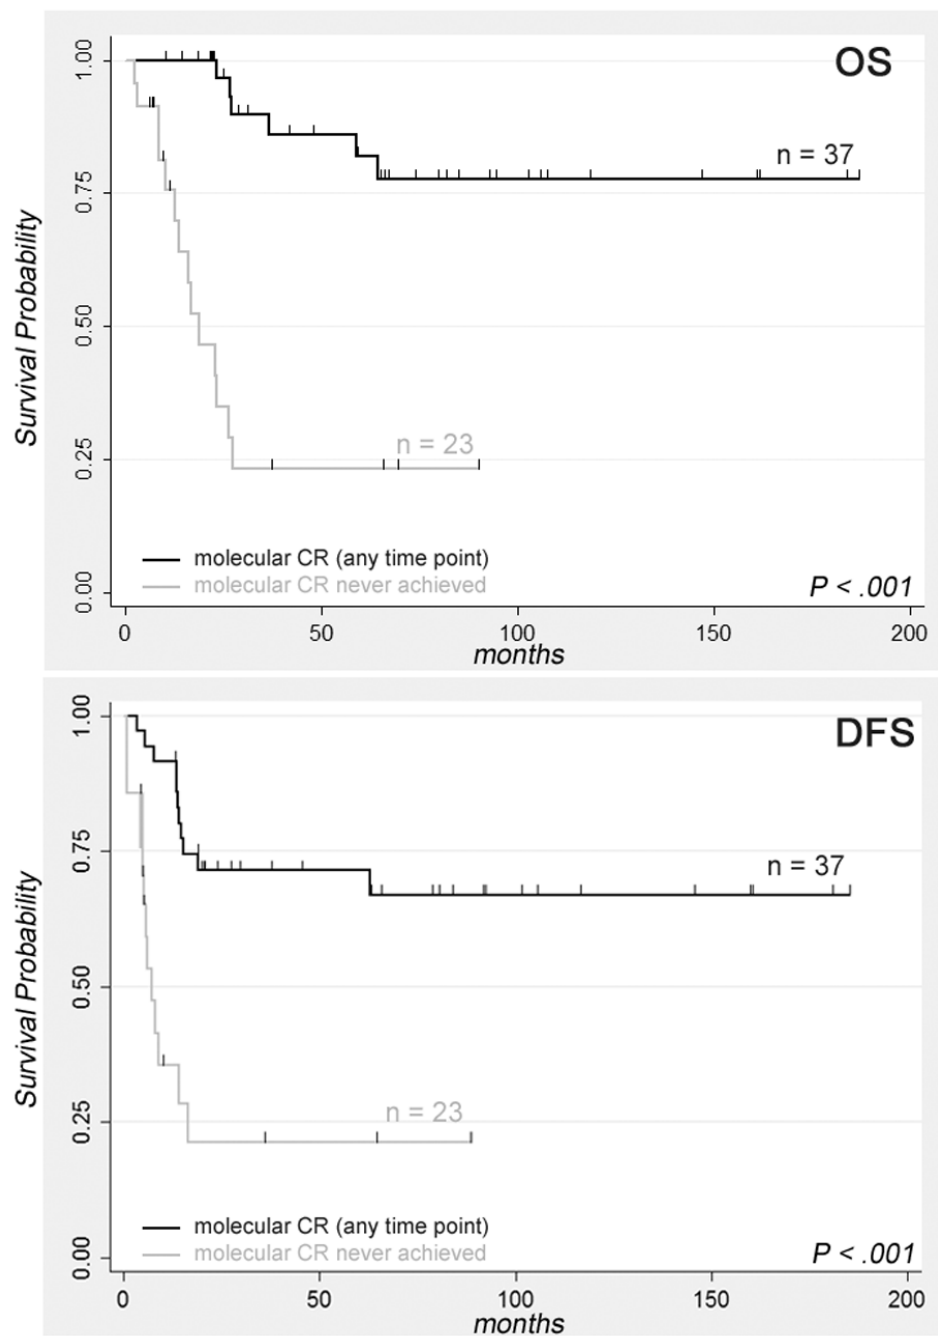 OS
1.00
0.75
0.50
0.25
0.00
Survival Probability
n = 37
n = 23
molecular CR (any time point)
molecular CR never achieved
P < .001
0 50 100 150 200
months
DFS
1.00
0.75
0.50
0.25
0.00
Survival Probability
n = 37
n = 23
molecular CR (any time point)
molecular CR never achieved
P < .001
0 50 100 150 200
months